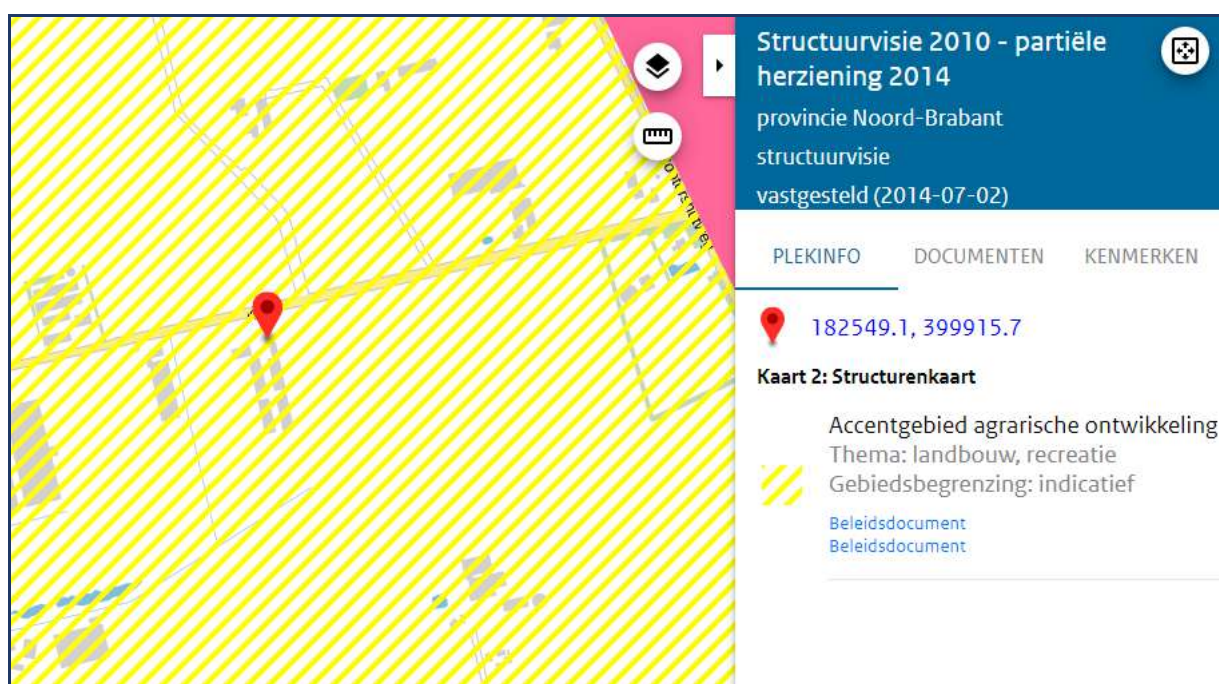 Structuurvisie 2010 - partiële
herziening 2014
provincie Noord-Brabant
structuurvisie
vastgesteld (2014-07-02)
PLEKINFO DOCUMENTEN KENMERKEN
182549.1, 399915.7
Kaart 2: Structurenkaart
Accentgebied agrarische ontwikkeling
Thema: landbouw, recreatie
Gebiedsbegrenzing: indicatief
Beleidsdocument
Beleidsdocument